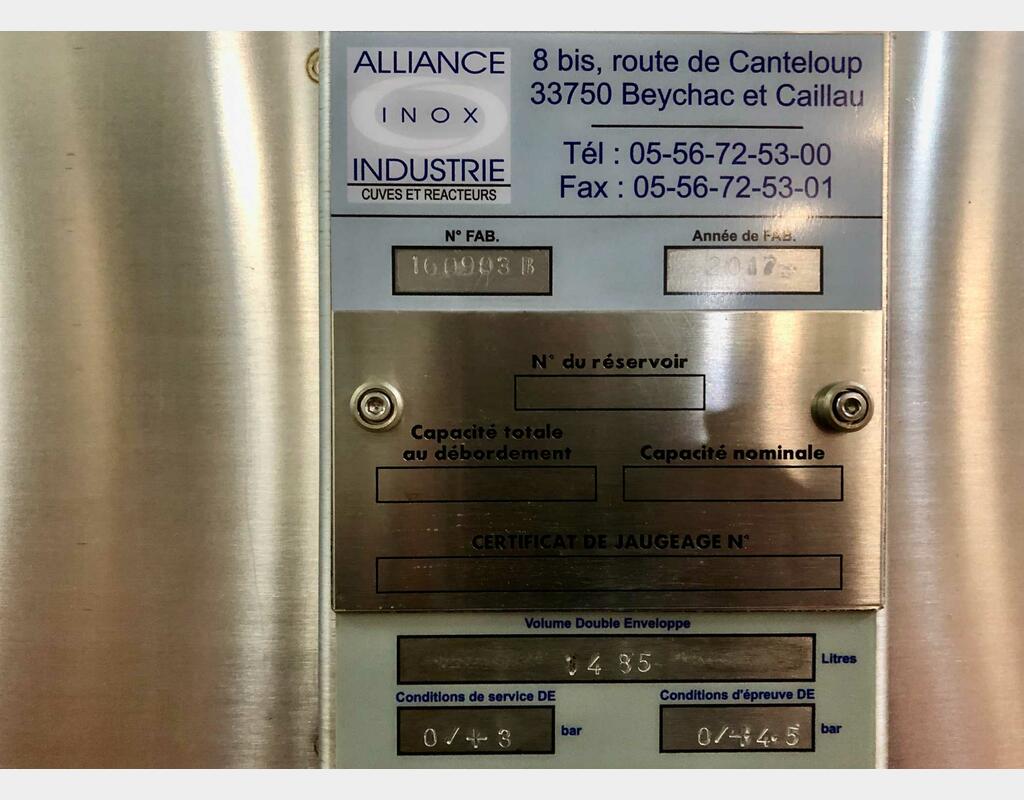 ALLIANCE
INOX
INDUSTRIE
CUVES ET REACTEURS
8 bis, route de Canteloup
33750 Beychac et Caillau
Tél : 05-56-72-53-00
Fax : 05-56-72-53-01
N° FAB.
160903 B
Année de FAB.
2017
N° du réservoir
Capacité totale
au débordement
Capacité nominale
CERTIFICAT DE JAUGEAGE N°
Volume Double Enveloppe
1485 Litres
Conditions de service DE
0/+3 bar
Conditions d'épreuve DE
0/+4.5 bar